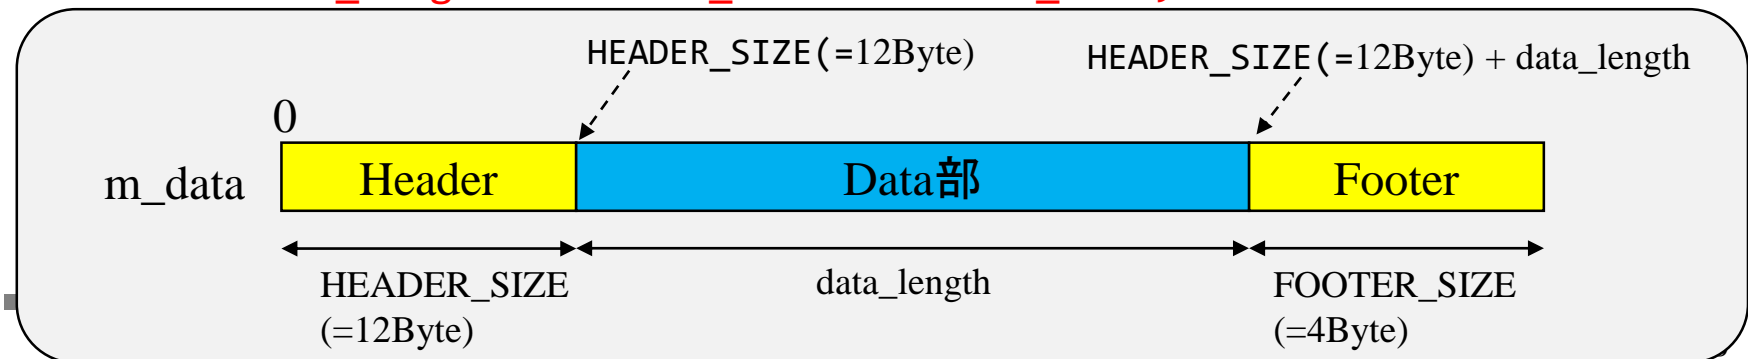 HEADER_SIZE(=12Byte)
HEADER_SIZE(=12Byte) + data_length
0
m_data
Header
Data部
Footer
HEADER_SIZE
(=12Byte)
data_length
FOOTER_SIZE
(=4Byte)